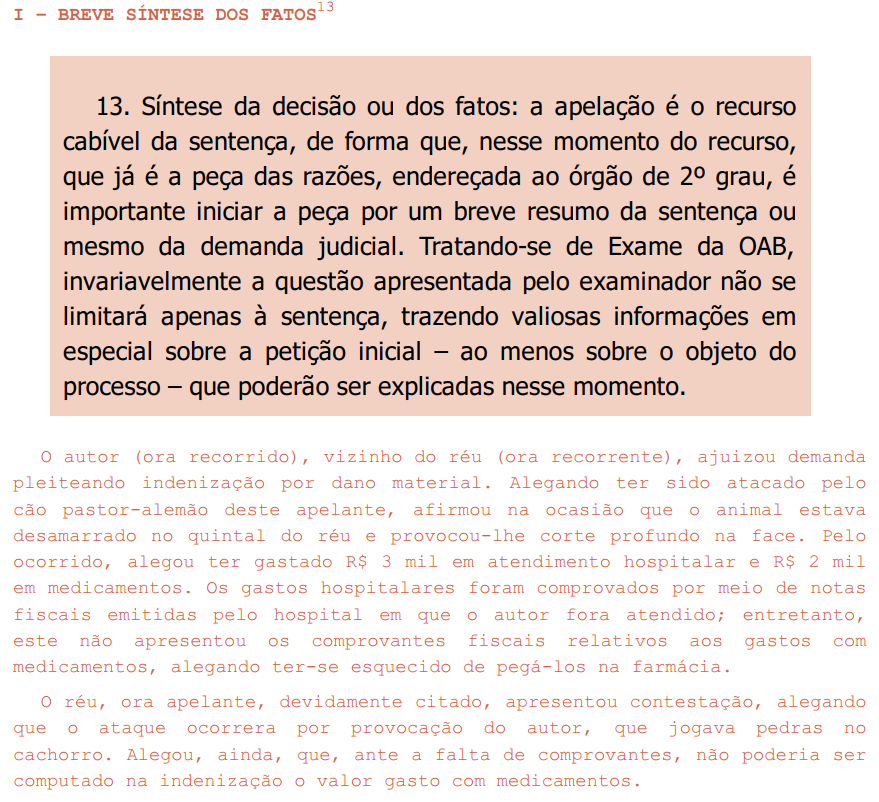 I – BREVE SÍNTESE DOS FATOS13
13. Síntese da decisão ou dos fatos: a apelação é o recurso
cabível da sentença, de forma que, nesse momento do recurso,
que já é a peça das razões, endereçada ao órgão de 2º grau, é
importante iniciar a peça por um breve resumo da sentença ou
mesmo da demanda judicial. Tratando-se de Exame da OAB,
invariavelmente a questão apresentada pelo examinador não se
limitará apenas à sentença, trazendo valiosas informações em
especial sobre a petição inicial – ao menos sobre o objeto do
processo – que poderão ser explicadas nesse momento.
O autor (ora recorrido), vizinho do réu (ora recorrente), ajuizou demanda
pleiteando indenização por dano material. Alegando ter sido atacado pelo
cão pastor-alemão deste apelante, afirmou na ocasião que o animal estava
desamarrado no quintal do réu e provocou-lhe corte profundo na face. Pelo
ocorrido, alegou ter gastado R$ 3 mil em atendimento hospitalar e R$ 2 mil
em medicamentos. Os gastos hospitalares foram comprovados por meio de notas
fiscais emitidas pelo hospital em que o autor fora atendido; entretanto,
este não apresentou os comprovantes fiscais relativos aos gastos com
medicamentos, alegando ter-se esquecido de pegá-los na farmácia.
O réu, ora apelante, devidamente citado, apresentou contestação, alegando
que o ataque ocorrera por provocação do autor, que jogava pedras no
cachorro. Alegou, ainda, que, ante a falta de comprovantes, não poderia ser
computado na indenização o valor gasto com medicamentos.